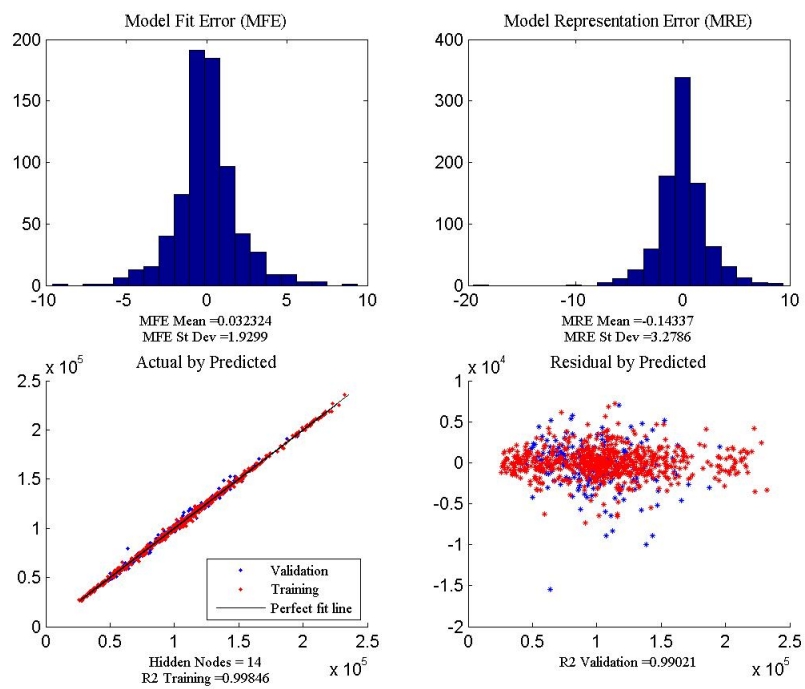 Model Fit Error (MFE)
200
150
100
50
0
-10
-5
0
5
10
MFE Mean =0.032324
MFE St Dev =1.9299
Model Representation Error (MRE)
400
300
200
100
0
-20
-10
0
10
MRE Mean =-0.14337
MRE St Dev =3.2786
x 10^5
Actual by Predicted
2.5
2
1.5
1
0.5
0
Validation
Training
Perfect fit line
0
0.5
1
1.5
2
2.5
x 10^5
Hidden Nodes = 14
R2 Training =0.99846
x 10^4
Residual by Predicted
1
0.5
0
-0.5
-1
-1.5
-2
0
0.5
1
1.5
2
2.5
x 10^5
R2 Validation =0.99021